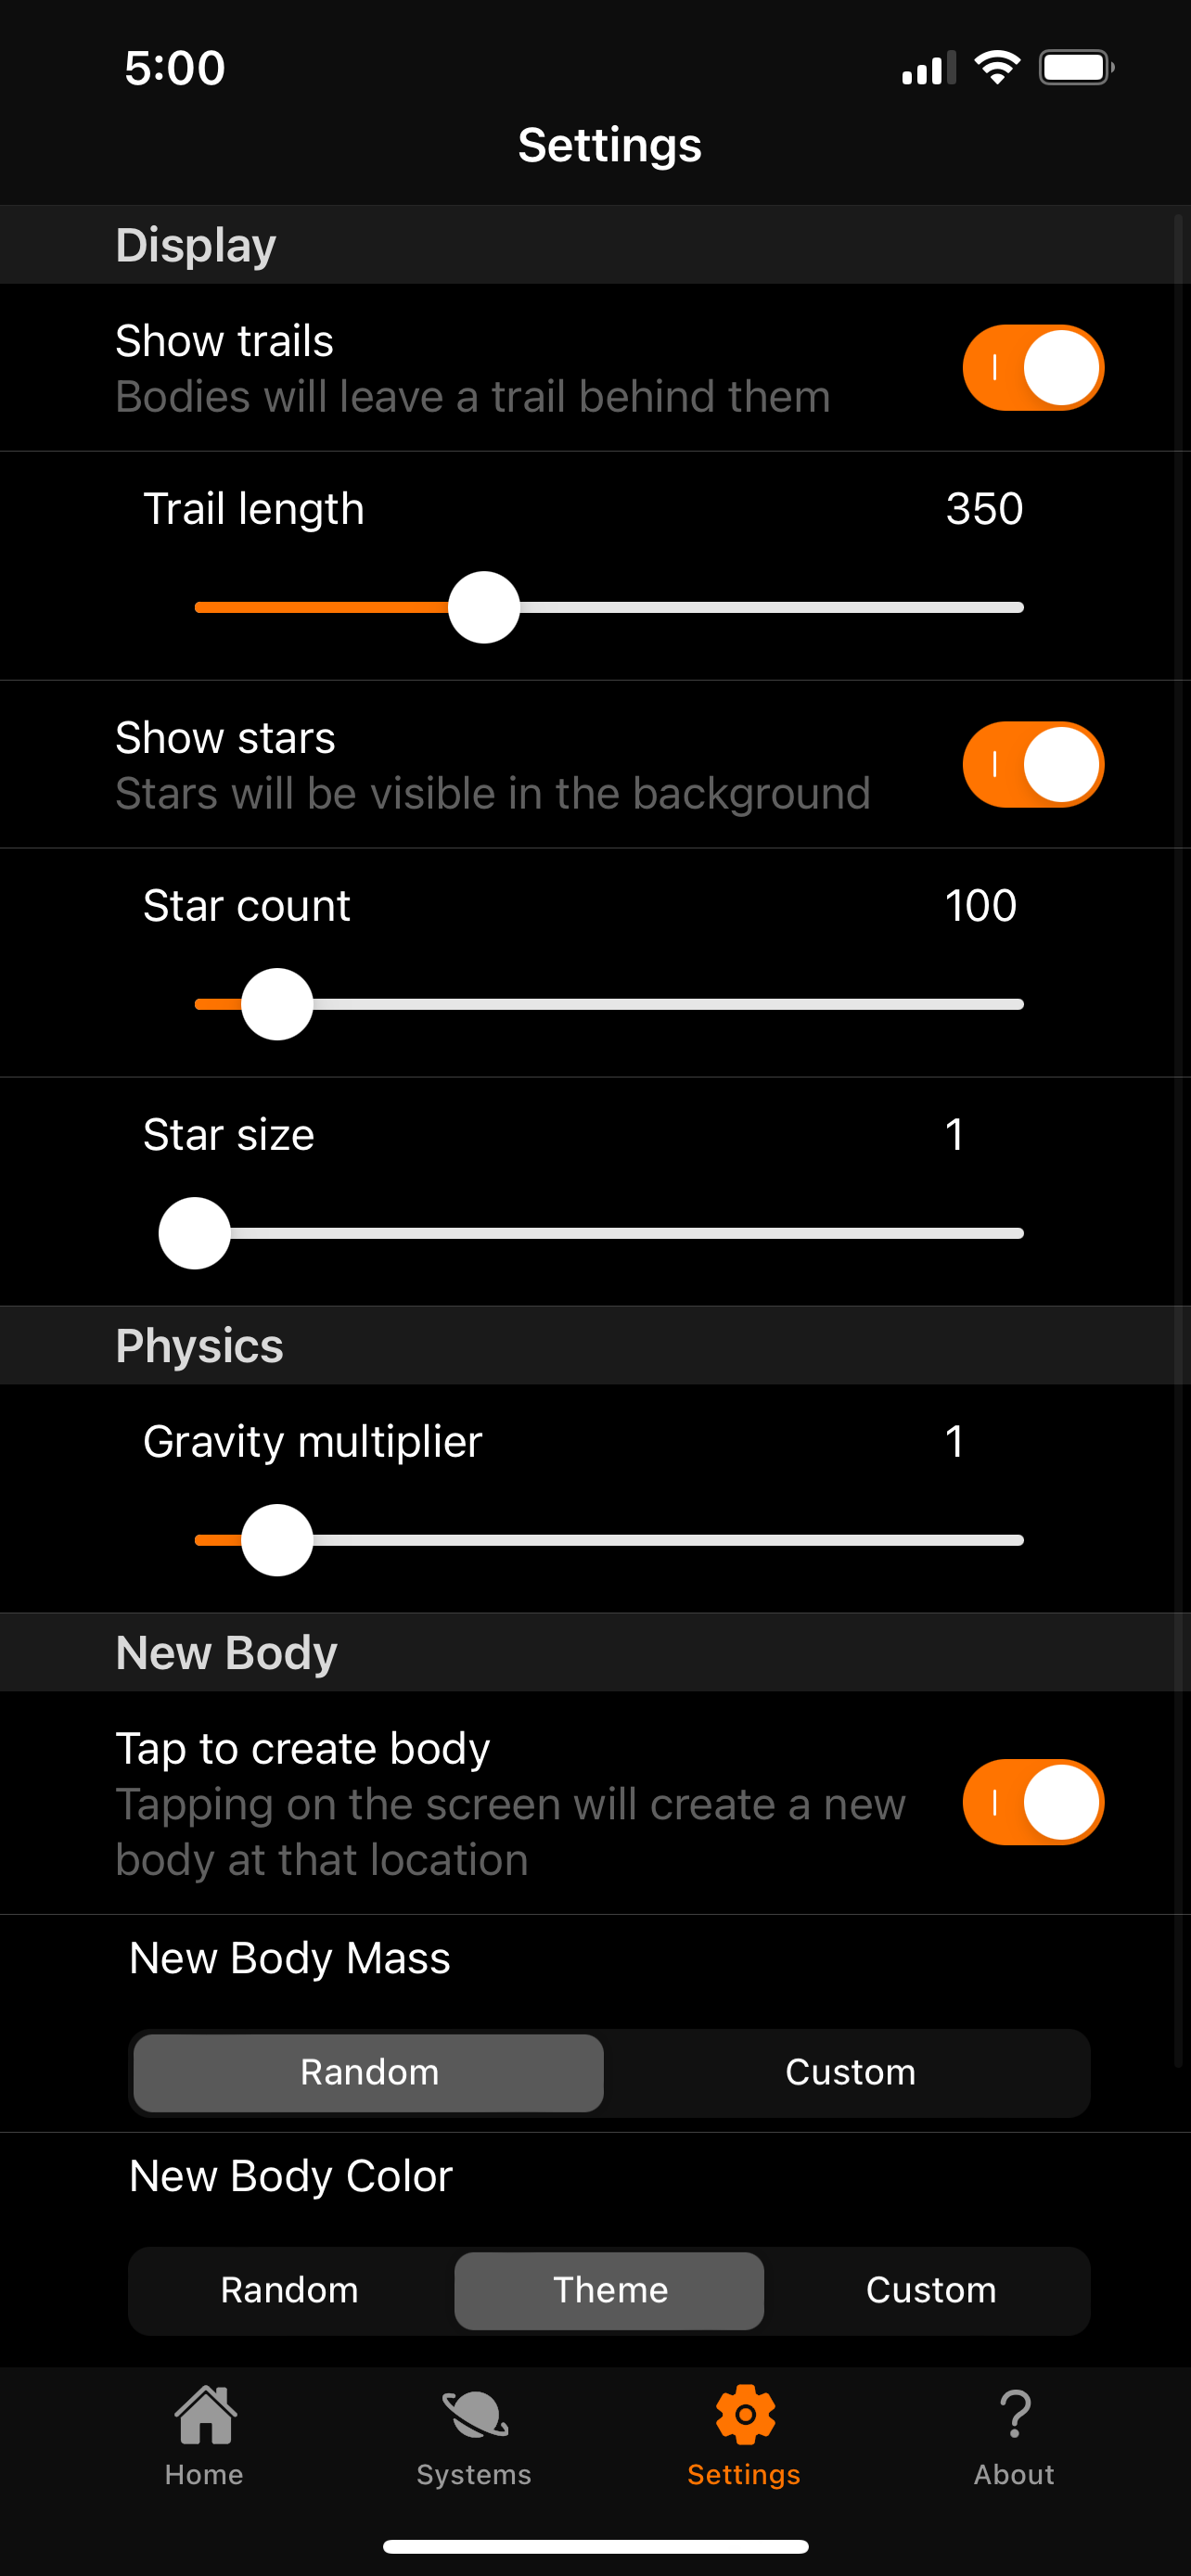 5:00
Settings
Display
Show trails
Bodies will leave a trail behind them
Trail length 350
Show stars
Stars will be visible in the background
Star count 100
Star size 1
Physics
Gravity multiplier 1
New Body
Tap to create body
Tapping on the screen will create a new
body at that location
New Body Mass
Random Custom
New Body Color
Random Theme Custom
Home Systems Settings About